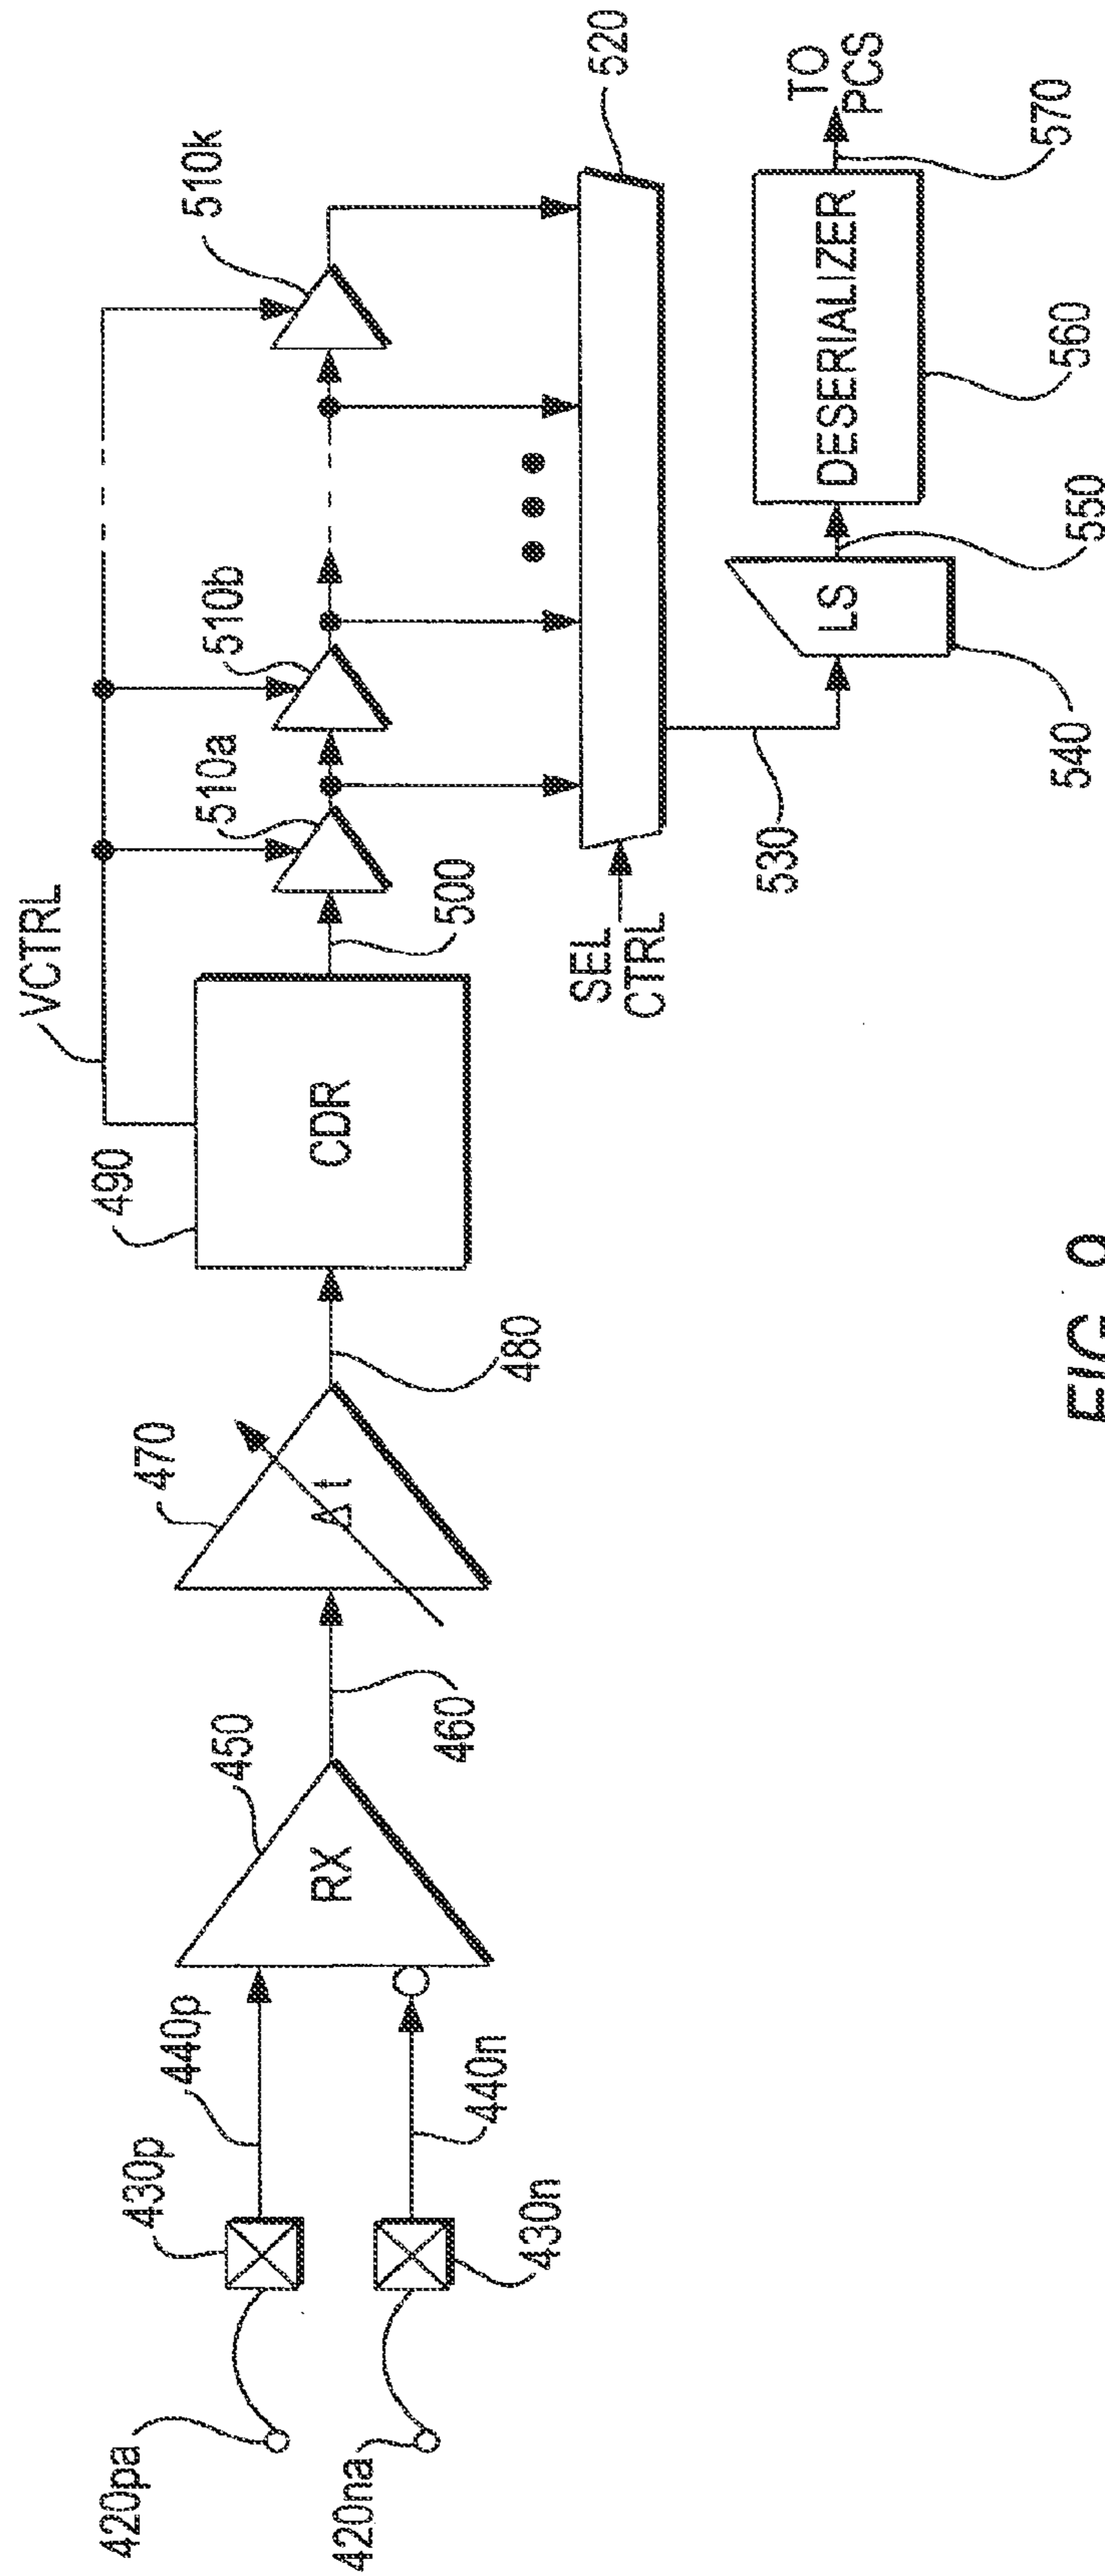 VCTRL
490
510a
510b
510k
470
450
440p
430p
420pa
RX
Δt
CDR
500
480
460
440n
430n
420na
520
SEL
CTRL
530
LS
DESERIALIZER
TO
PCS
540
550
560
570
FIG